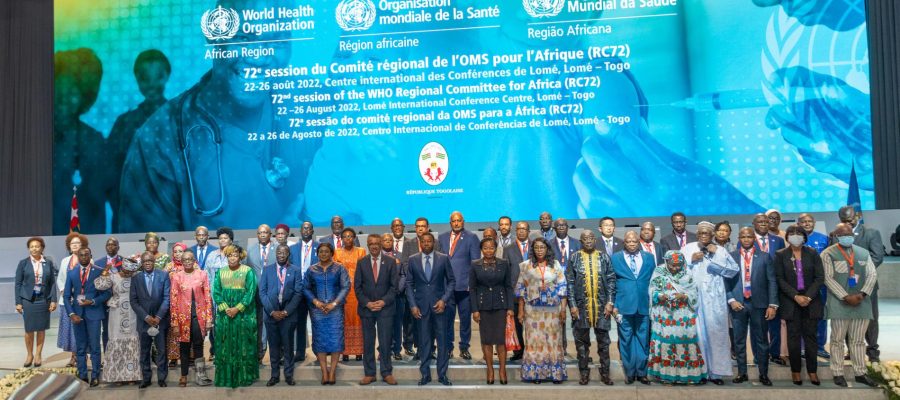 World Health
Organization
African Region
Organisation
mondiale de la Santé
Région africaine
Mundial da Saúde
Região Africana
72e session du Comité régional de l'OMS pour l'Afrique (RC72)
22-26 août 2022, Centre international des Conférences de Lomé, Lomé – Togo
72nd session of the WHO Regional Committee for Africa (RC72)
22 –26 August 2022, Lomé International Conference Centre, Lomé – Togo
72a sessão do comité regional da OMS para a África (RC72)
22 a 26 de Agosto de 2022, Centro Internacional de Conferências de Lomé, Lomé – Togo
RÉPUBLIQUE TOGOLAISE